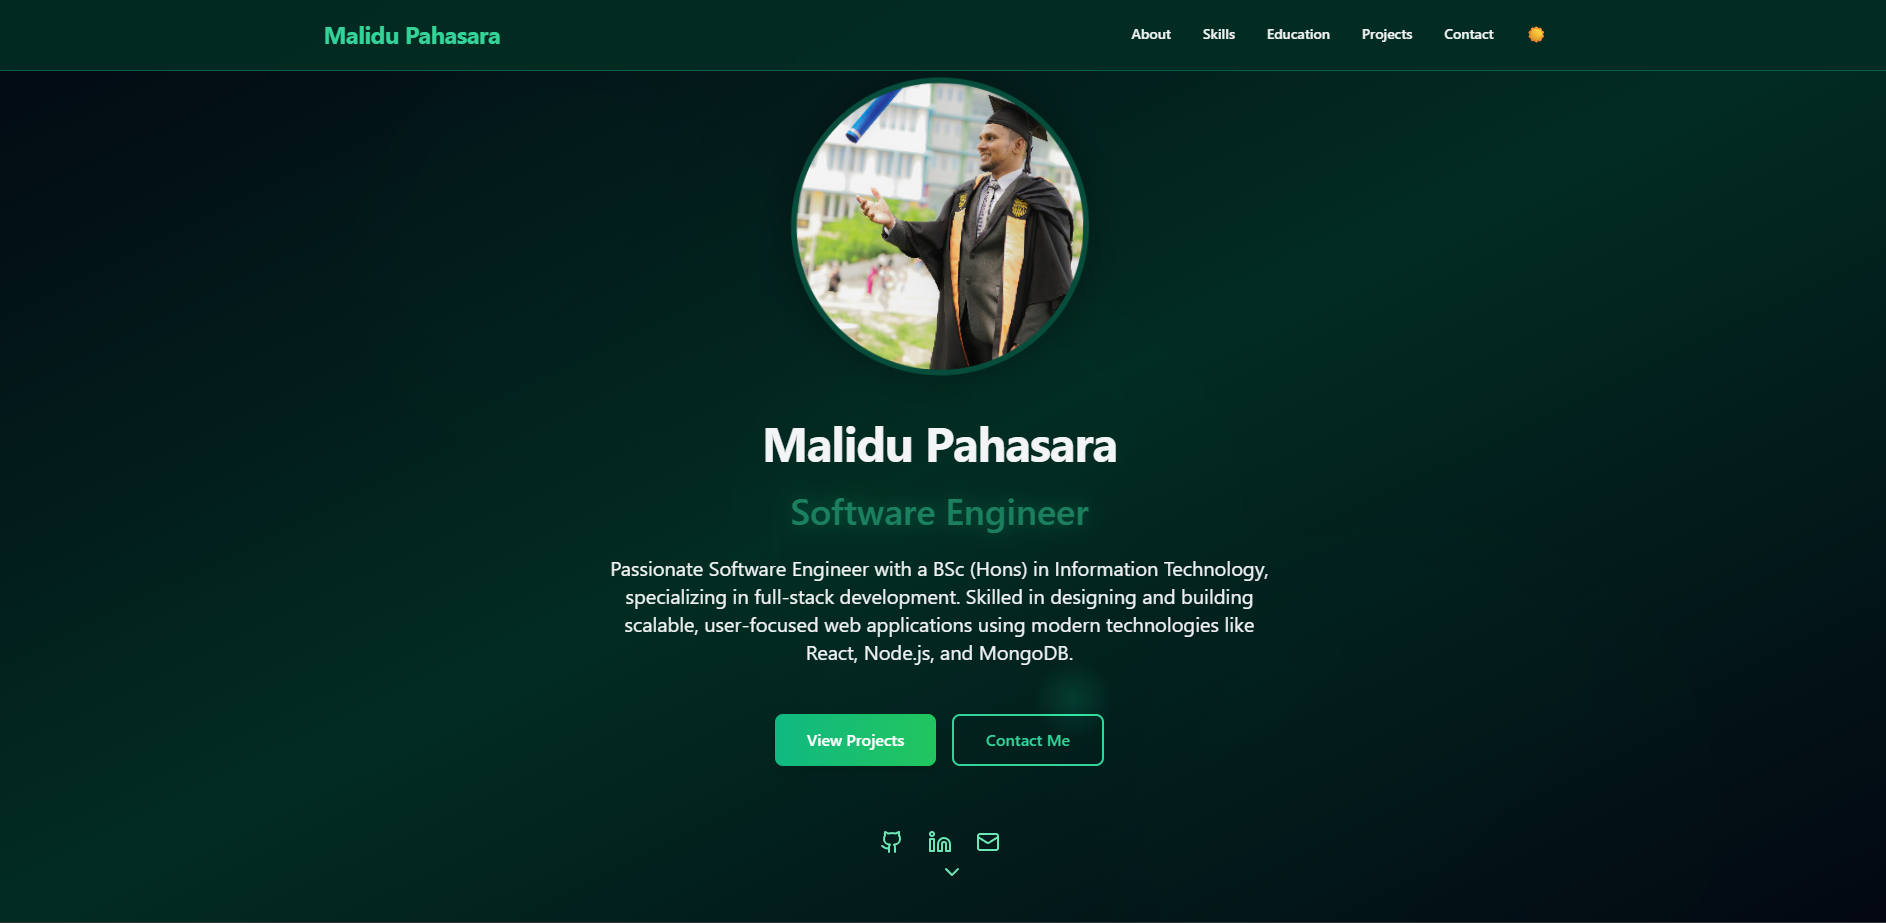 Malidu Pahasara
About Skills Education Projects Contact
Malidu Pahasara
Software Engineer
Passionate Software Engineer with a BSc (Hons) in Information Technology,
specializing in full-stack development. Skilled in designing and building
scalable, user-focused web applications using modern technologies like
React, Node.js, and MongoDB.
View Projects
Contact Me